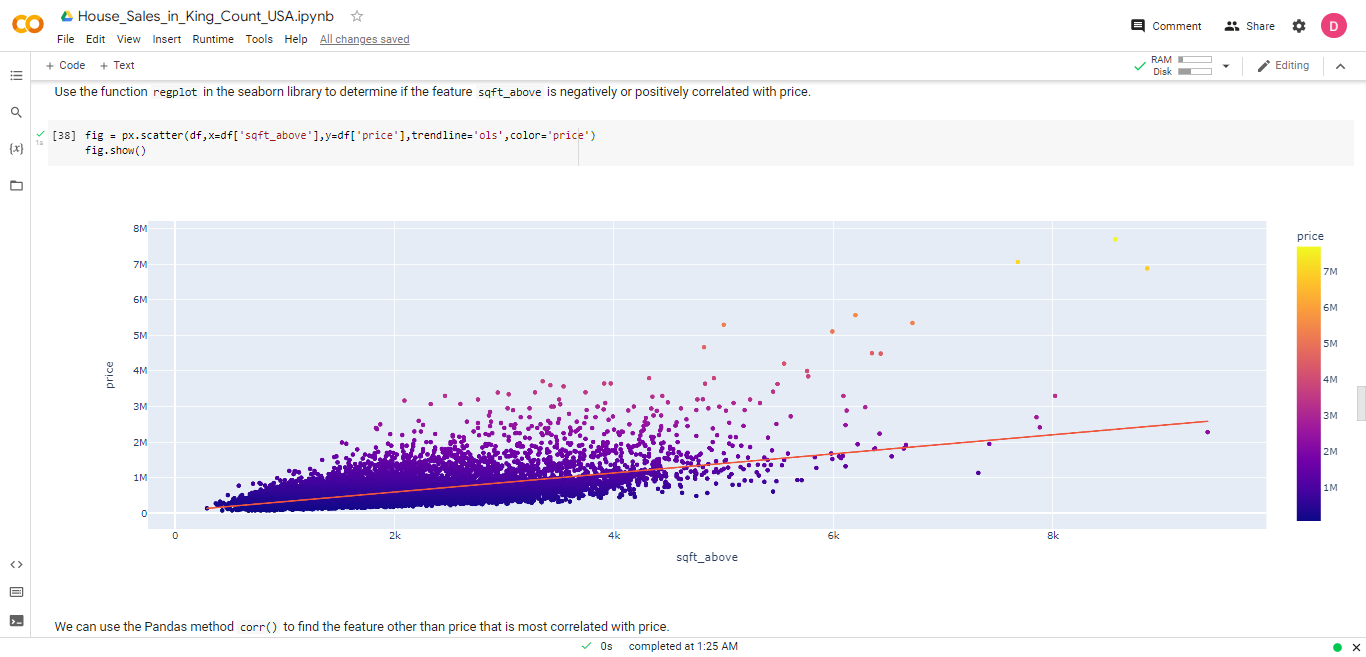 House_Sales_in_King_Count_USA.ipynb
Comment
Share
D
File Edit View Insert Runtime Tools Help All changes saved
+ Code + Text
RAM
Disk
Editing
Use the function regplot in the seaborn library to determine if the feature sqft_above is negatively or positively correlated with price.
1s
[38] fig = px.scatter(df,x=df['sqft_above'],y=df['price'],trendline='ols',color='price')
fig.show()
{x}
8M
7M
6M
5M
4M
3M
2M
1M
0
price
0 2k 4k 6k 8k
sqft_above
price
7M
6M
5M
4M
3M
2M
1M
We can use the Pandas method corr() to find the feature other than price that is most correlated with price.
0s completed at 1:25 AM